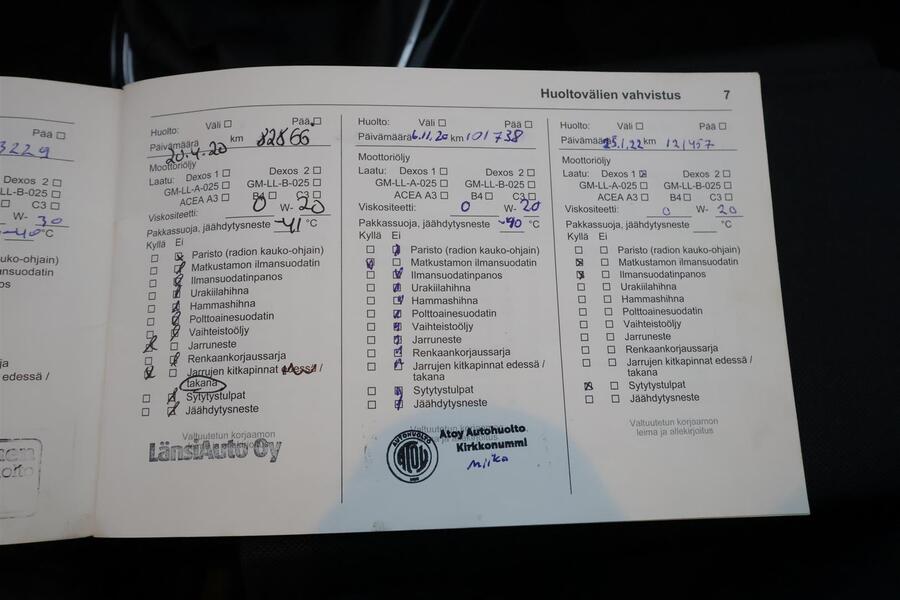 Huoltovälien vahvistus 7
Pää ☐
3229
Dexos 2 ☐
-LL-B-025 ☐
☐ C3 ☐
W- 30
-40 °C
uko-ohjain)
nsuodatin
os
ja
edessä /
Huolto: Väli ☐ Pää ☐
Päivämäärä 20.4.20 km 82866
Moottoriöljy
Laatu: Dexos 1 ☐ Dexos 2 ☐
GM-LL-A-025 ☐ GM-LL-B-025 ☐
ACEA A3 ☐ B4 ☐ C3 ☐
Viskositeetti: 0 W- 20
Pakkassuoja, jäähdytysneste -41 °C
Kyllä Ei
Paristo (radion kauko-ohjain)
Matkustamon ilmansuodatin
Ilmansuodatinpanos
Urakiilahihna
Hammashihna
Polttoainesuodatin
Vaihteistoöljy
Jarruneste
Renkaankorjaussarja
Jarrujen kitkapinnat edessä /
takana
Sytytystulpat
Jäähdytysneste
Valtuutetun korjaamon
LänsiAuto Oy
Huolto: Väli ☐ Pää ☐
Päivämäärä 6.11.20 km 101738
Moottoriöljy
Laatu: Dexos 1 ☐ Dexos 2 ☐
GM-LL-A-025 ☐ GM-LL-B-025 ☐
ACEA A3 ☐ B4 ☐ C3 ☐
Viskositeetti: 0 W- 20
Pakkassuoja, jäähdytysneste -40 °C
Kyllä Ei
Paristo (radion kauko-ohjain)
Matkustamon ilmansuodatin
Ilmansuodatinpanos
Urakiilahihna
Hammashihna
Polttoainesuodatin
Vaihteistoöljy
Jarruneste
Renkaankorjaussarja
Jarrujen kitkapinnat edessä /
takana
Sytytystulpat
Jäähdytysneste
Valtuutetun korjaamon
AUTOHUOLTO
ATOY
Atoy Autohuolto
Kirkkonummi
Miika
Huolto: Väli ☐ Pää ☐
Päivämäärä 25.1.22 km 121457
Moottoriöljy
Laatu: Dexos 1 ☒ Dexos 2 ☐
GM-LL-A-025 ☐ GM-LL-B-025 ☐
ACEA A3 ☐ B4 ☐ C3 ☐
Viskositeetti: 0 W- 20
Pakkassuoja, jäähdytysneste °C
Kyllä Ei
Paristo (radion kauko-ohjain)
Matkustamon ilmansuodatin
Ilmansuodatinpanos
Urakiilahihna
Hammashihna
Polttoainesuodatin
Vaihteistoöljy
Jarruneste
Renkaankorjaussarja
Jarrujen kitkapinnat edessä /
takana
Sytytystulpat
Jäähdytysneste
Valtuutetun korjaamon
leima ja allekirjoitus